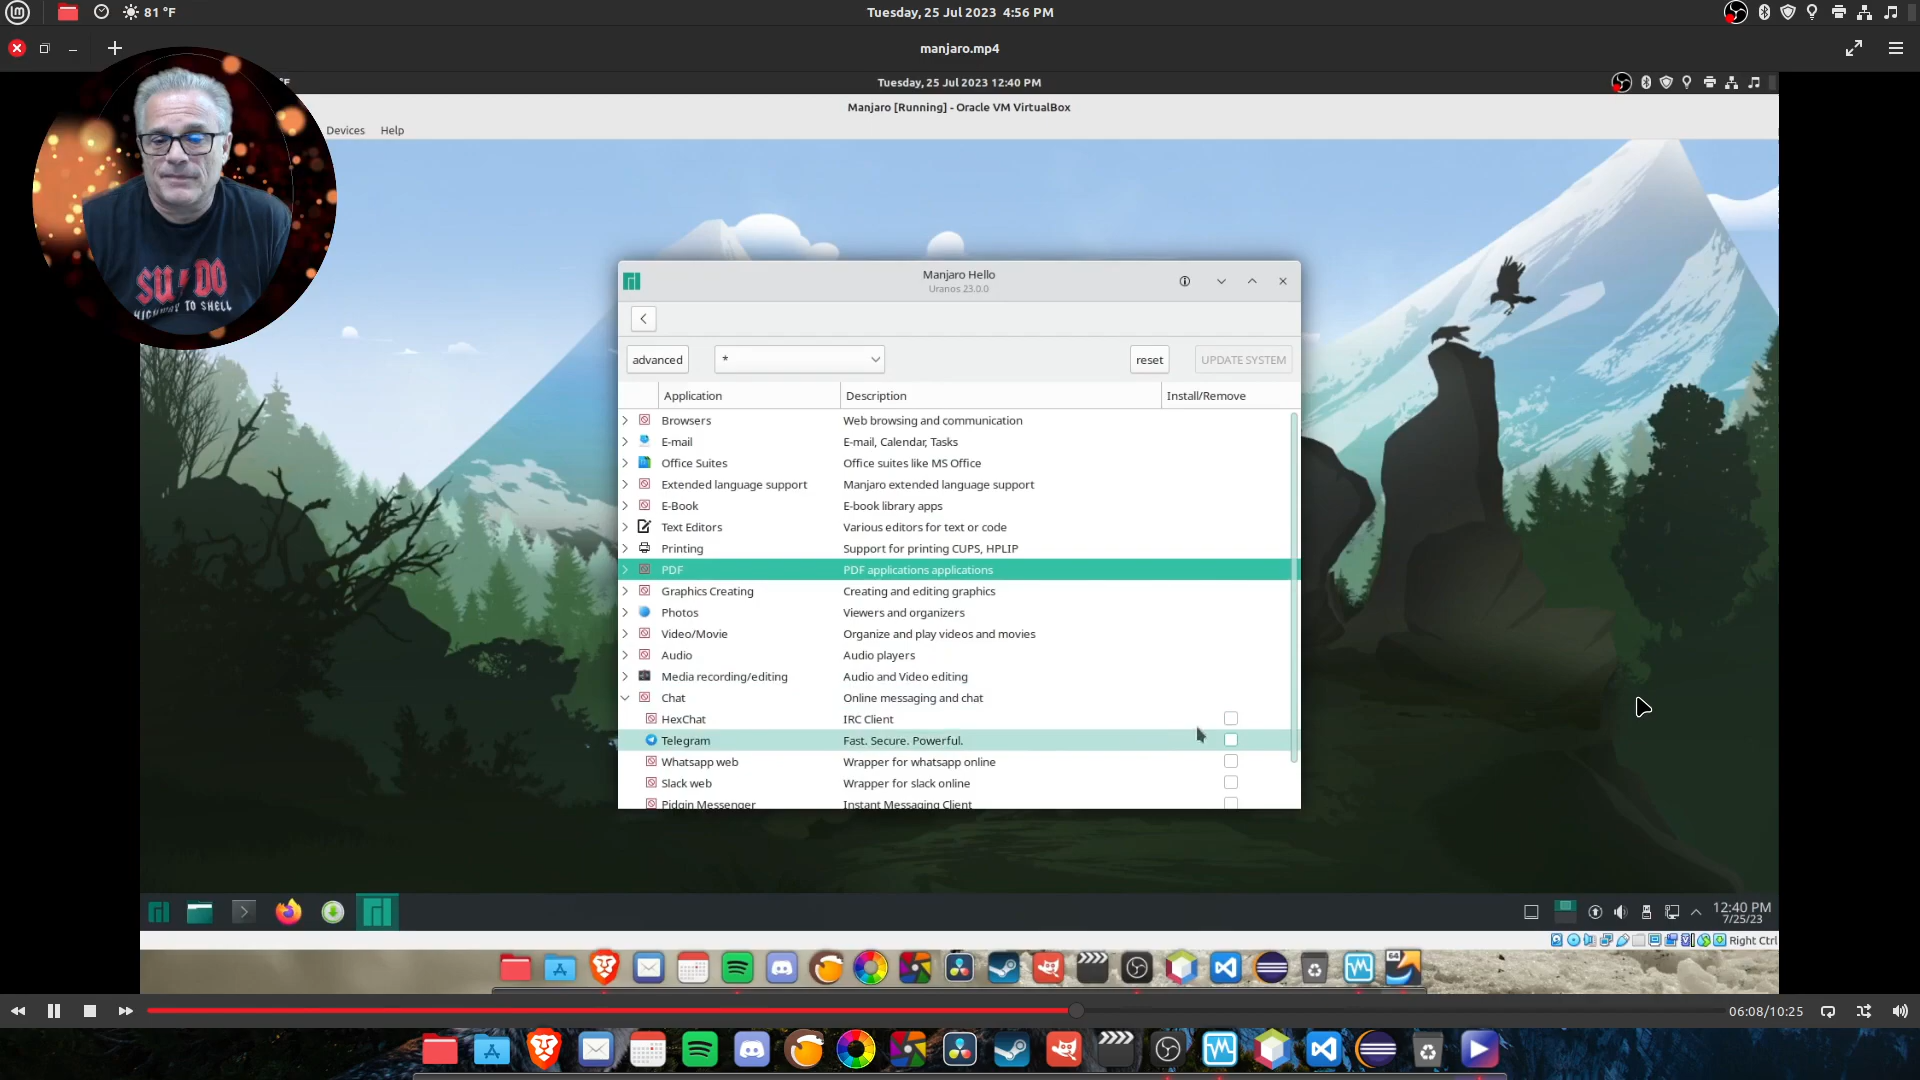 81 °F
Tuesday, 25 Jul 2023 4:56 PM
manjaro.mp4
°F
Tuesday, 25 Jul 2023 12:40 PM
Manjaro [Running] - Oracle VM VirtualBox
Devices Help
SU DO
HIGHWAY TO SHELL
Manjaro Hello
Uranos 23.0.0
advanced * reset UPDATE SYSTEM
Application Description Install/Remove
Browsers Web browsing and communication
E-mail E-mail, Calendar, Tasks
Office Suites Office suites like MS Office
Extended language support Manjaro extended language support
E-Book E-book library apps
Text Editors Various editors for text or code
Printing Support for printing CUPS, HPLIP
PDF PDF applications applications
Graphics Creating Creating and editing graphics
Photos Viewers and organizers
Video/Movie Organize and play videos and movies
Audio Audio players
Media recording/editing Audio and Video editing
Chat Online messaging and chat
HexChat IRC Client
Telegram Fast. Secure. Powerful.
Whatsapp web Wrapper for whatsapp online
Slack web Wrapper for slack online
Pidgin Messenger Instant Messaging Client
12:40 PM
7/25/23
Right Ctrl
64
06:08/10:25